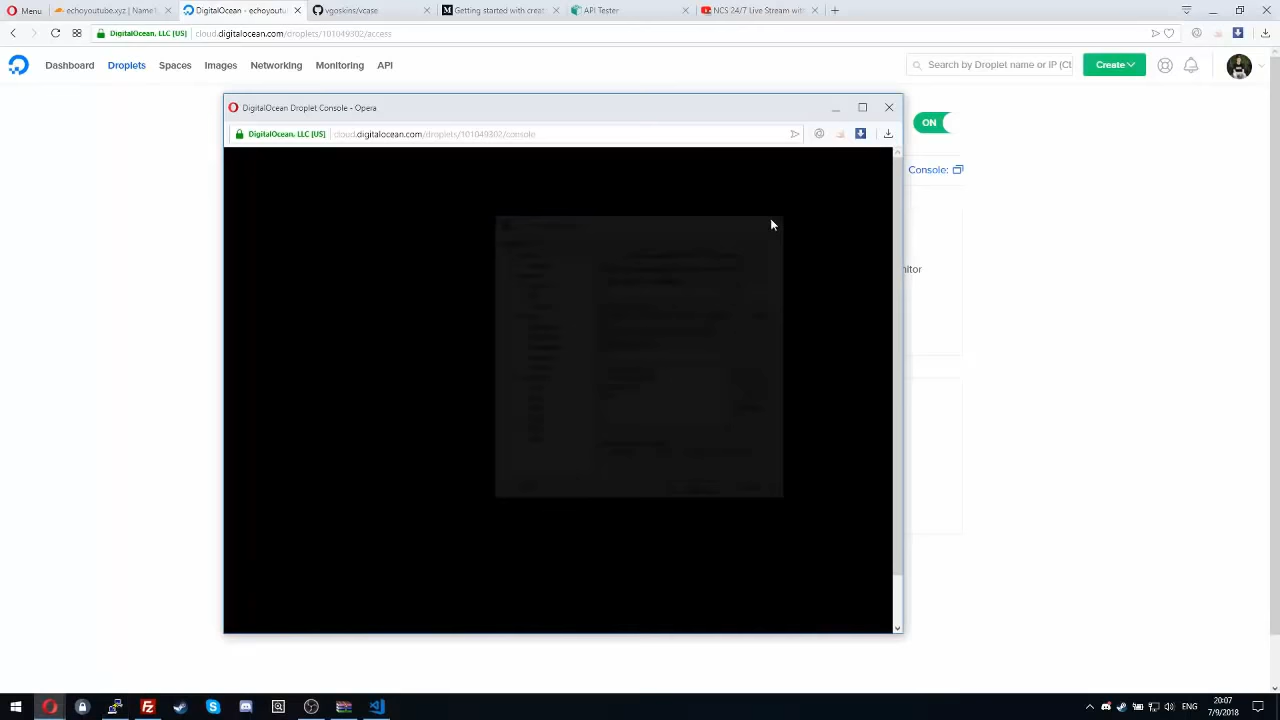 Menu
echoyoutube.xyz | Name1
DigitalOcean - echoyoutu
vgoskins/vcase
Getting started with creat
API Tester
NCS 24/7 Live Stream with
DigitalOcean, LLC [US]
cloud.digitalocean.com/droplets/101049302/access
Dashboard
Droplets
Spaces
Images
Networking
Monitoring
API
Search by Droplet name or IP (Ct
Create
DigitalOcean Droplet Console - Opera
DigitalOcean, LLC [US]
cloud.digitalocean.com/droplets/101049302/console
ON
Console:
nitor
ENG
20:07
7/9/2018